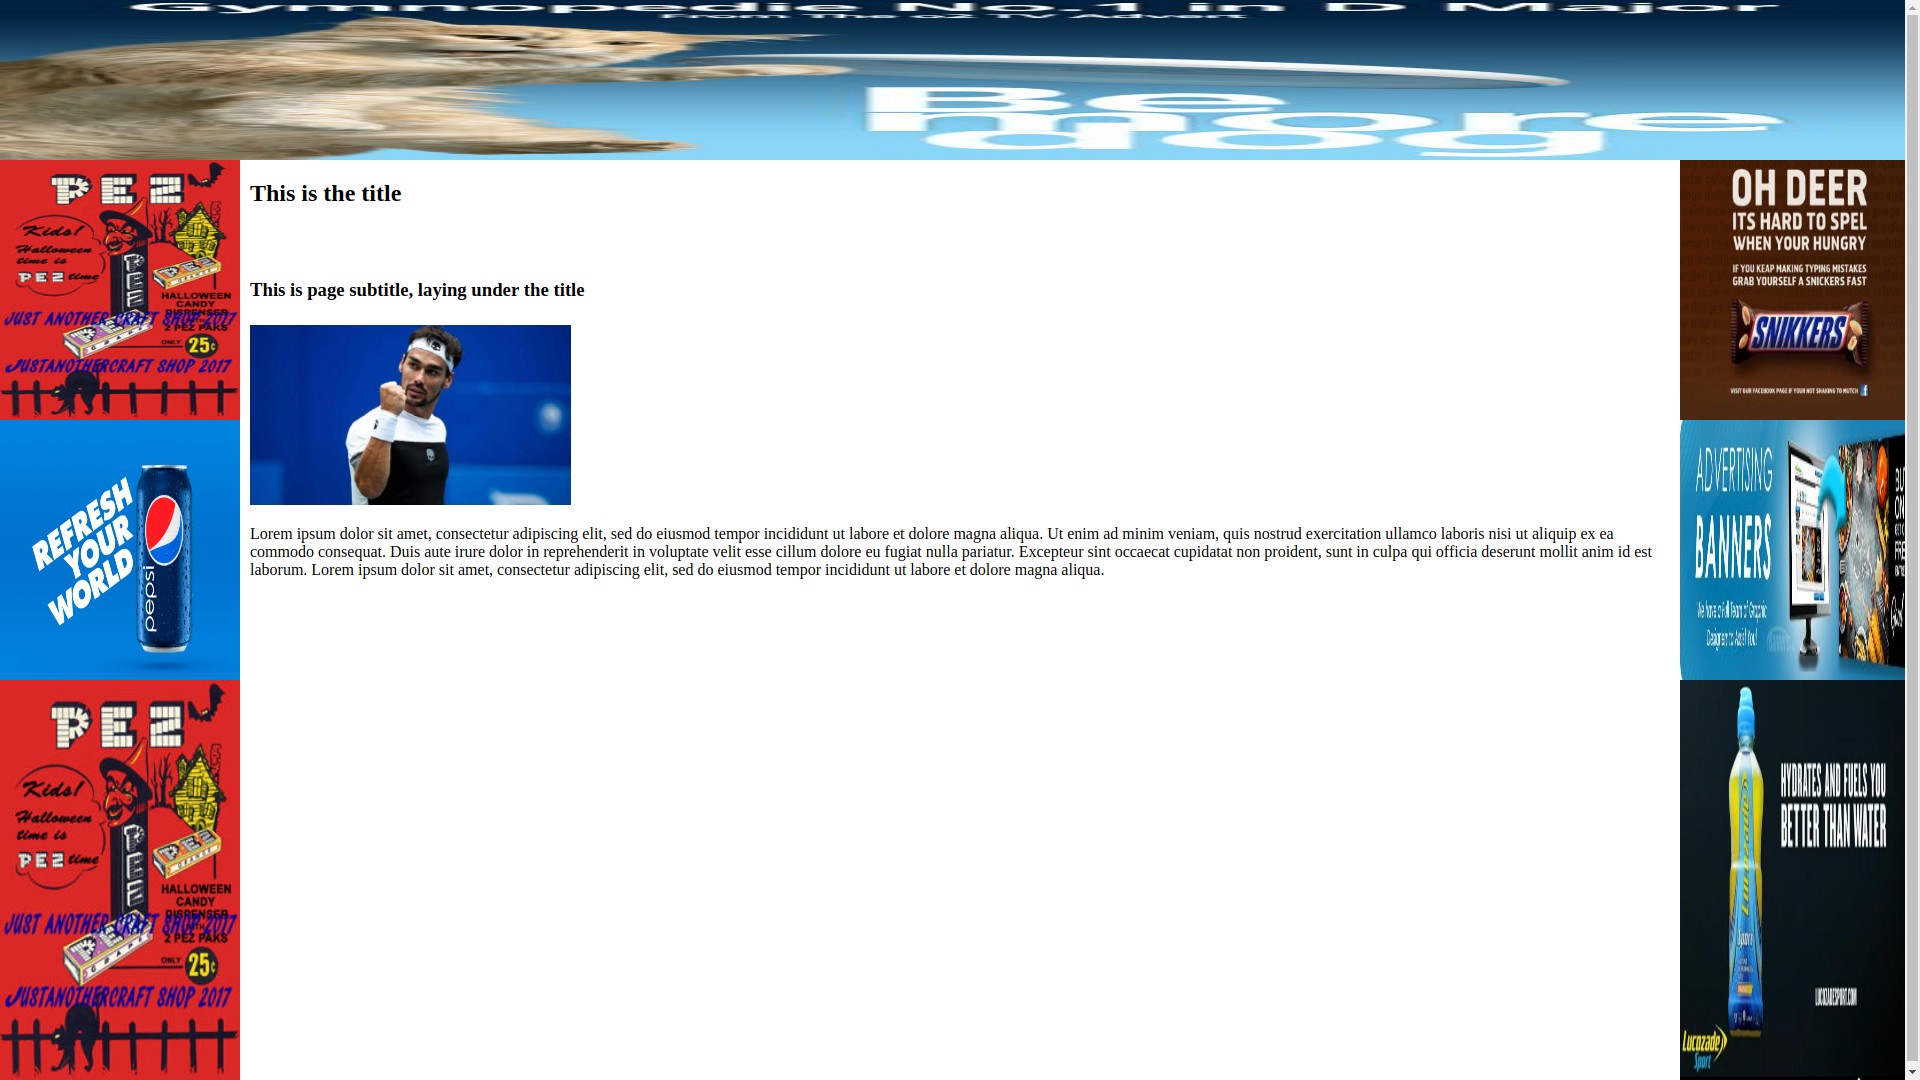 Gymnopedie No.1 in D Major
From The o2 TV Advert
Be
more
dog
PEZ
Kids!
Halloween
time is
PEZ time
PEZ
PEZ
HALLOWEEN
CANDY
DISPENSER
WITH
2 PEZ PAKS
JUST ANOTHER CRAFT SHOP 2017
ONLY 25¢
JUSTANOTHERCRAFT SHOP 2017
REFRESH
YOUR
WORLD
pepsi
PEZ
Kids!
Halloween
time is
PEZ time
PEZ
PEZ
HALLOWEEN
CANDY
DISPENSER
WITH
2 PEZ PAKS
JUST ANOTHER CRAFT SHOP 2017
ONLY 25¢
JUSTANOTHERCRAFT SHOP 2017
This is the title
This is page subtitle, laying under the title
Lorem ipsum dolor sit amet, consectetur adipiscing elit, sed do eiusmod tempor incididunt ut labore et dolore magna aliqua. Ut enim ad minim veniam, quis nostrud exercitation ullamco laboris nisi ut aliquip ex ea
commodo consequat. Duis aute irure dolor in reprehenderit in voluptate velit esse cillum dolore eu fugiat nulla pariatur. Excepteur sint occaecat cupidatat non proident, sunt in culpa qui officia deserunt mollit anim id est
laborum. Lorem ipsum dolor sit amet, consectetur adipiscing elit, sed do eiusmod tempor incididunt ut labore et dolore magna aliqua.
OH DEER
ITS HARD TO SPEL
WHEN YOUR HUNGRY
IF YOU KEAP MAKING TYPING MISTAKES
GRAB YOURSELF A SNICKERS FAST
SNIKKERS
VISIT OUR FACEBOOK PAGE IF YOUR NOT SHAKING TO MUTCH
ADVERTISING
BANNERS
We have a Full Team of Graphic
Designers to Assist You!
HYDRATES AND FUELS YOU
BETTER THAN WATER
Lucozade
Sport
LUCOZADESPORT.COM
Lucozade
Sport